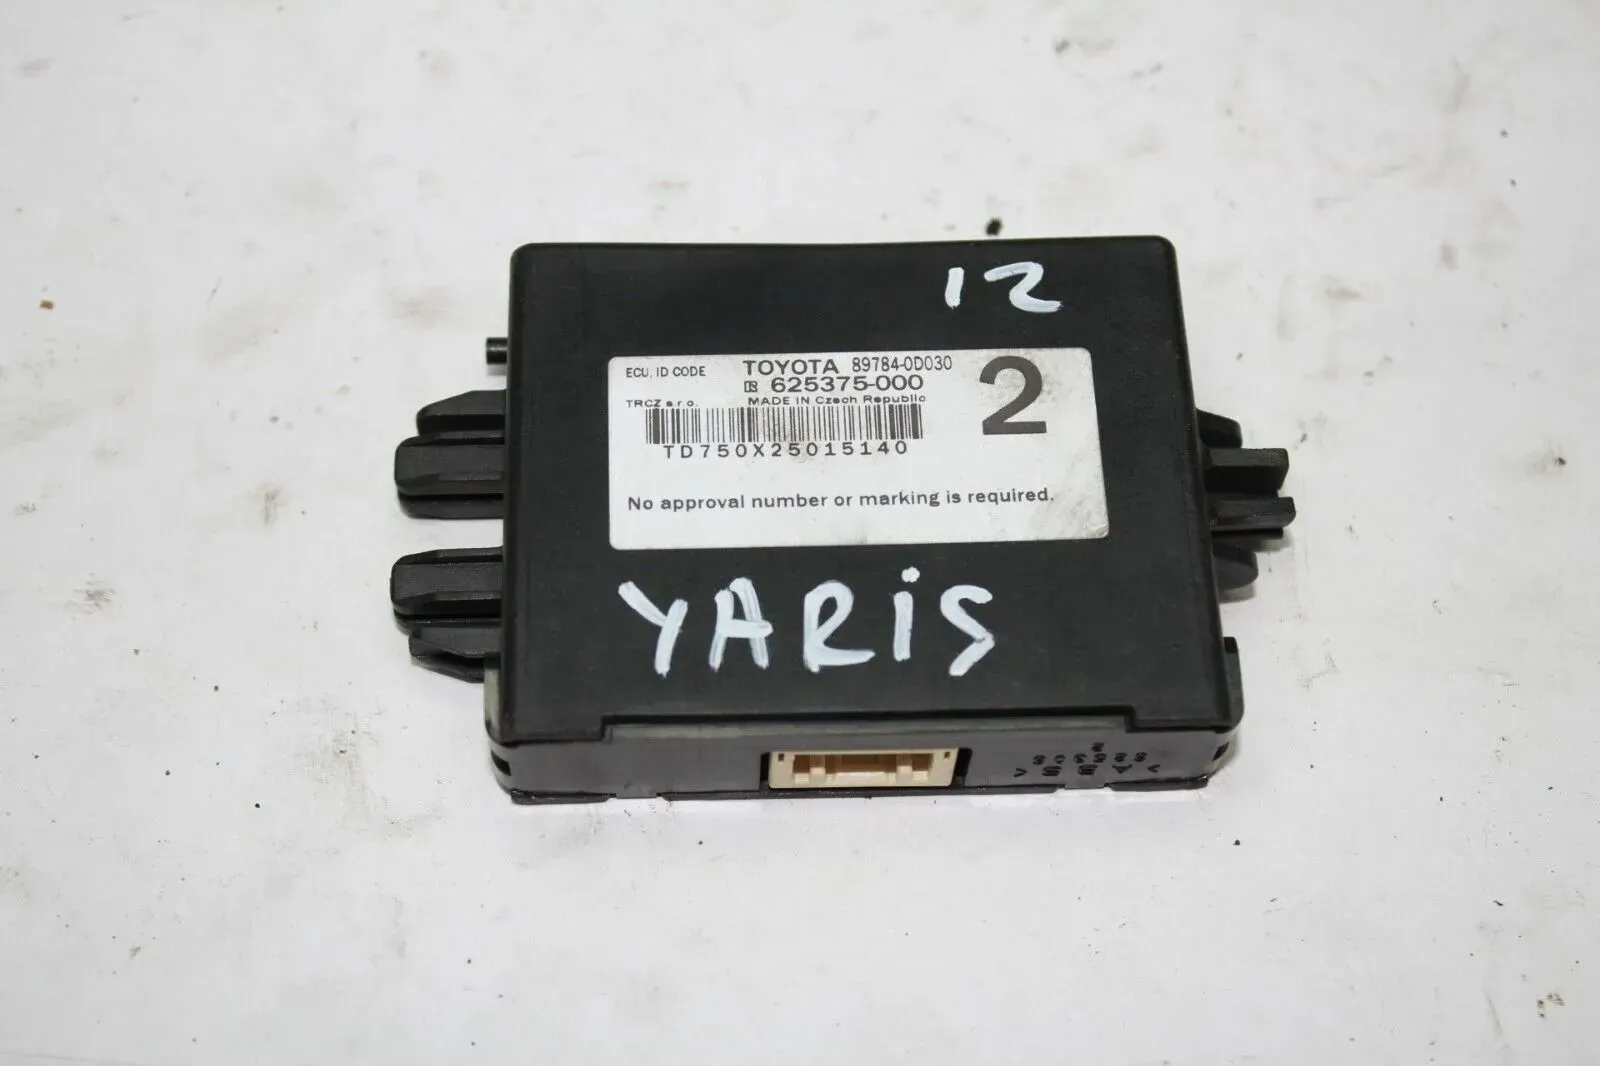 12
ECU. ID CODE TOYOTA 89784-0D030
625375-000
2
TRCZ s.r.o. MADE IN Czech Republic
TD750X25015140
No approval number or marking is required.
YARiS